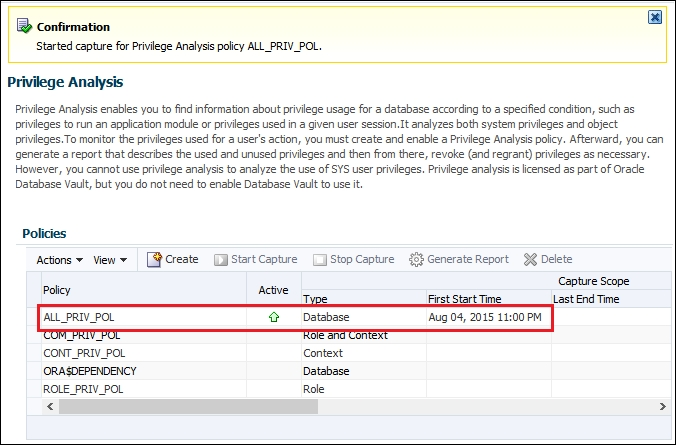 Confirmation
Started capture for Privilege Analysis policy ALL_PRIV_POL.
Privilege Analysis
Privilege Analysis enables you to find information about privilege usage for a database according to a specified condition, such as
privileges to run an application module or privileges used in a given user session.It analyzes both system privileges and object
privileges.To monitor the privileges used for a user's action, you must create and enable a Privilege Analysis policy. Afterward, you can
generate a report that describes the used and unused privileges and then from there, revoke (and regrant) privileges as necessary.
However, you cannot use privilege analysis to analyze the use of SYS user privileges. Privilege analysis is licensed as part of Oracle
Database Vault, but you do not need to enable Database Vault to use it.
Policies
Actions View Create Start Capture Stop Capture Generate Report Delete
Policy Active Capture Scope
Type First Start Time Last End Time
ALL_PRIV_POL Database Aug 04, 2015 11:00 PM
COM_PRIV_POL Role and Context
CONT_PRIV_POL Context
ORA$DEPENDENCY Database
ROLE_PRIV_POL Role